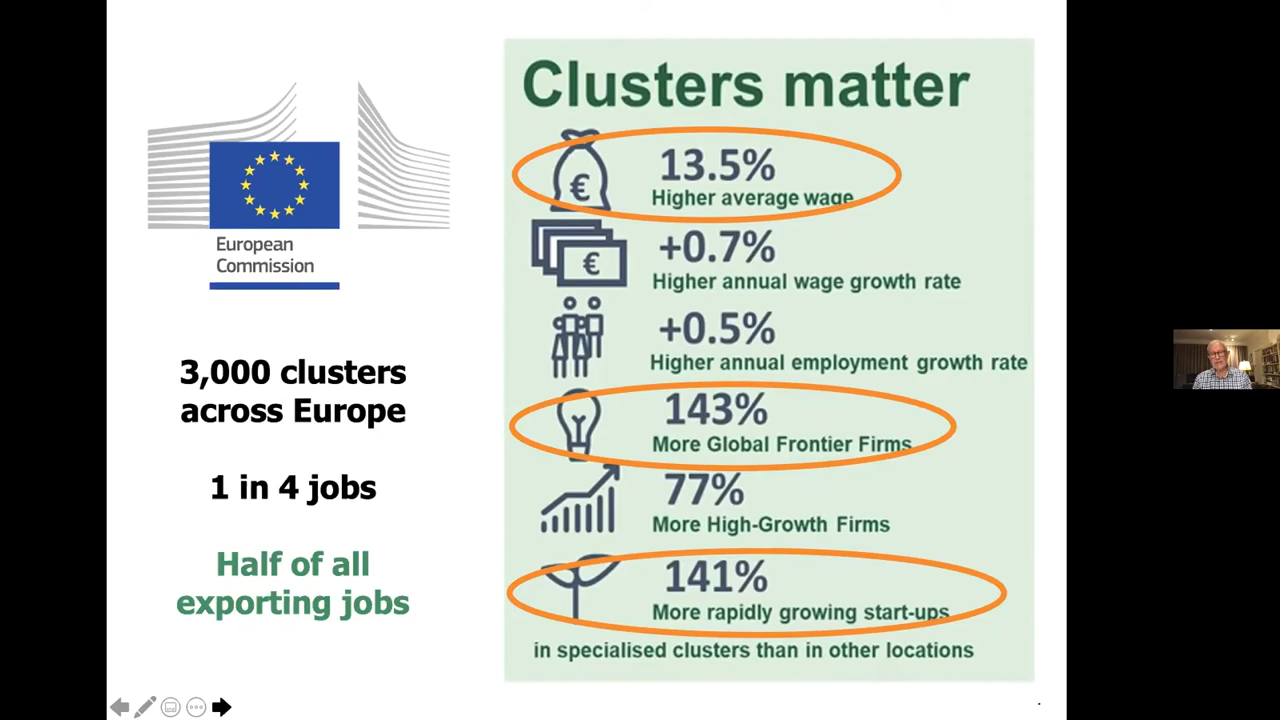 European
Commission
3,000 clusters
across Europe
1 in 4 jobs
Half of all
exporting jobs
Clusters matter
€
13.5%
Higher average wage
€
+0.7%
Higher annual wage growth rate
+0.5%
Higher annual employment growth rate
143%
More Global Frontier Firms
77%
More High-Growth Firms
141%
More rapidly growing start-ups
in specialised clusters than in other locations